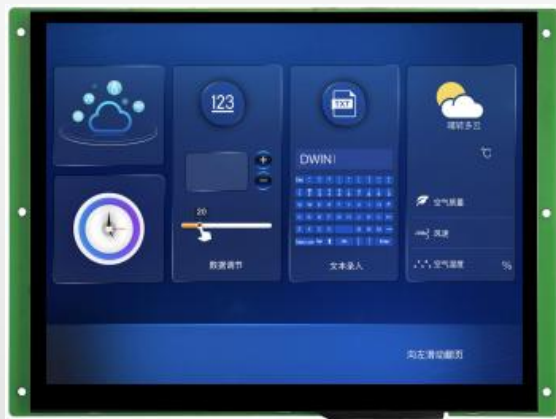 123
20
数据调节
TXT
DWIN
文本录入
晴转多云
℃
空气质量
风速
空气湿度 %
向左滑动翻页